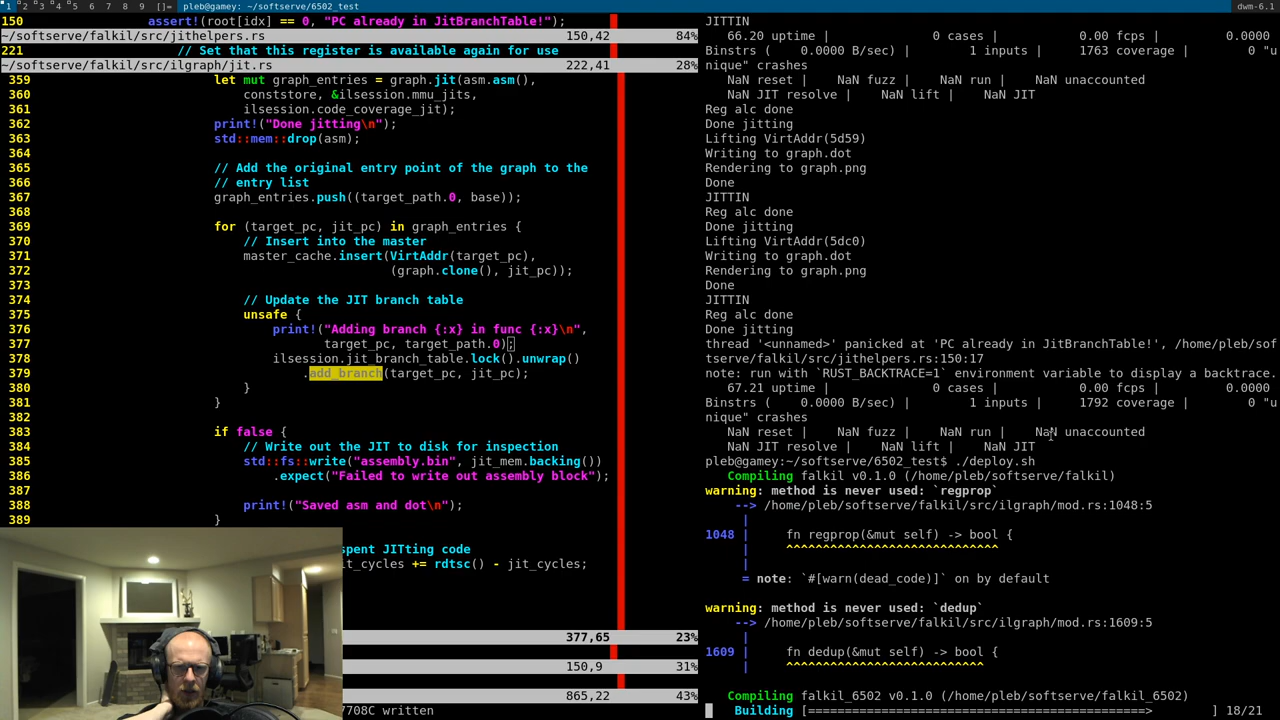 1 2 3 4 5 6 7 8 9 []= pleb@gamey: ~/softserve/6502_test dwm-6.1
150 assert!(root[idx] == 0, "PC already in JitBranchTable!");
~/softserve/falkil/src/jithelpers.rs 150,42 84%
221 // Set that this register is available again for use
~/softserve/falkil/src/ilgraph/jit.rs 222,41 28%
359 let mut graph_entries = graph.jit(asm.asm(),
360 conststore, &ilsession.mmu_jits,
361 ilsession.code_coverage_jit);
362 print!("Done jitting\n");
363 std::mem::drop(asm);
364
365 // Add the original entry point of the graph to the
366 // entry list
367 graph_entries.push((target_path.0, base));
368
369 for (target_pc, jit_pc) in graph_entries {
370 // Insert into the master
371 master_cache.insert(VirtAddr(target_pc),
372 (graph.clone(), jit_pc));
373
374 // Update the JIT branch table
375 unsafe {
376 print!("Adding branch {:x} in func {:x}\n",
377 target_pc, target_path.0);
378 ilsession.jit_branch_table.lock().unwrap()
379 .add_branch(target_pc, jit_pc);
380 }
381 }
382
383 if false {
384 // Write out the JIT to disk for inspection
385 std::fs::write("assembly.bin", jit_mem.backing())
386 .expect("Failed to write out assembly block");
387
388 print!("Saved asm and dot\n");
389 }
spent JITting code
it_cycles += rdtsc() - jit_cycles;
377,65 23%
150,9 31%
865,22 43%
7708C written
JITTIN
66.20 uptime | 0 cases | 0.00 fcps | 0.0000
Binstrs ( 0.0000 B/sec) | 1 inputs | 1763 coverage | 0 "u
nique" crashes
NaN reset | NaN fuzz | NaN run | NaN unaccounted
NaN JIT resolve | NaN lift | NaN JIT
Reg alc done
Done jitting
Lifting VirtAddr(5d59)
Writing to graph.dot
Rendering to graph.png
Done
JITTIN
Reg alc done
Done jitting
Lifting VirtAddr(5dc0)
Writing to graph.dot
Rendering to graph.png
Done
JITTIN
Reg alc done
Done jitting
thread '<unnamed>' panicked at 'PC already in JitBranchTable!', /home/pleb/sof
tserve/falkil/src/jithelpers.rs:150:17
note: run with `RUST_BACKTRACE=1` environment variable to display a backtrace.
67.21 uptime | 0 cases | 0.00 fcps | 0.0000
Binstrs ( 0.0000 B/sec) | 1 inputs | 1792 coverage | 0 "u
nique" crashes
NaN reset | NaN fuzz | NaN run | NaN unaccounted
NaN JIT resolve | NaN lift | NaN JIT
pleb@gamey:~/softserve/6502_test$ ./deploy.sh
Compiling falkil v0.1.0 (/home/pleb/softserve/falkil)
warning: method is never used: `regprop`
--> /home/pleb/softserve/falkil/src/ilgraph/mod.rs:1048:5
|
1048 | fn regprop(&mut self) -> bool {
| ^^^^^^^^^^^^^^^^^^^^^^^^^^^^^
|
= note: `#[warn(dead_code)]` on by default
warning: method is never used: `dedup`
--> /home/pleb/softserve/falkil/src/ilgraph/mod.rs:1609:5
|
1609 | fn dedup(&mut self) -> bool {
| ^^^^^^^^^^^^^^^^^^^^^^^^^^^
Compiling falkil_6502 v0.1.0 (/home/pleb/softserve/falkil_6502)
Building [==============================================> ] 18/21